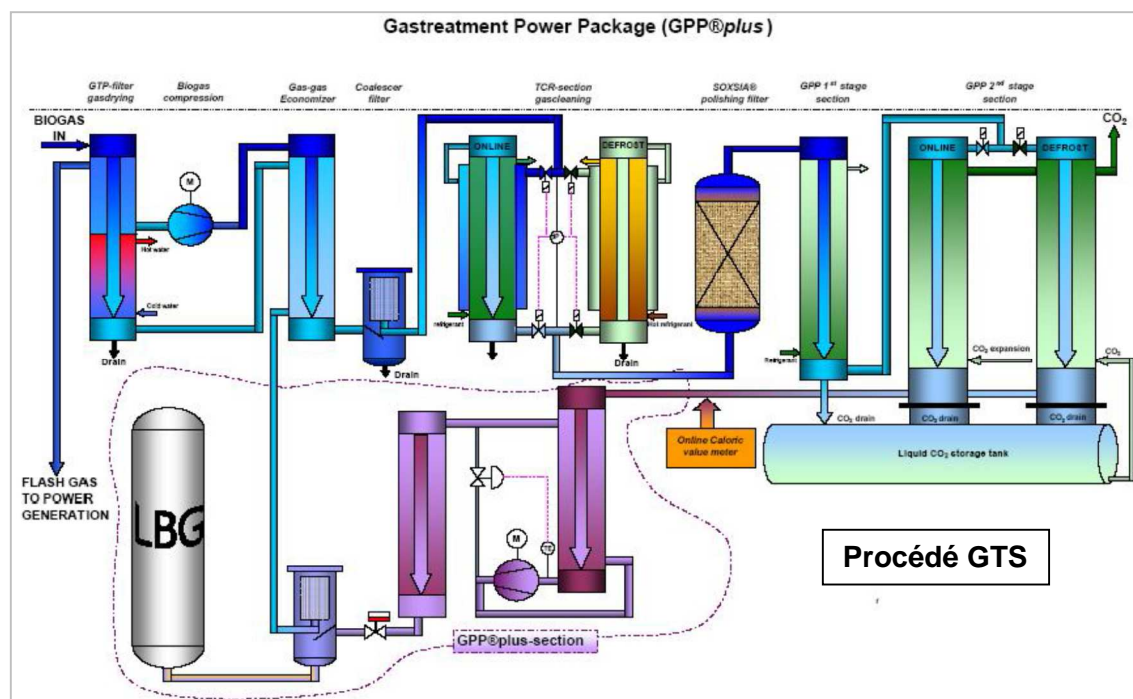 Gastreatment Power Package (GPP®plus)
GTP-filter
gasdrying
Biogas
compression
Gas-gas
Economizer
Coalescer
filter
TCR-section
gascleaning
SOXSIA®
polishing filter
GPP 1st stage
section
GPP 2nd stage
section
BIOGAS
IN
CO2
ONLINE
DEFROST
ONLINE
DEFROST
M
Hot water
Cold water
refrigerant
Hot refrigerant
Refrigerant
CO2 expansion
CO2
Drain
Drain
Drain
Drain
CO2 drain
CO2 drain
CO2 drain
Online Caloric
value meter
Liquid CO2 storage tank
FLASH GAS
TO POWER
GENERATION
LBG
M
TE
Procédé GTS
GPP®plus-section